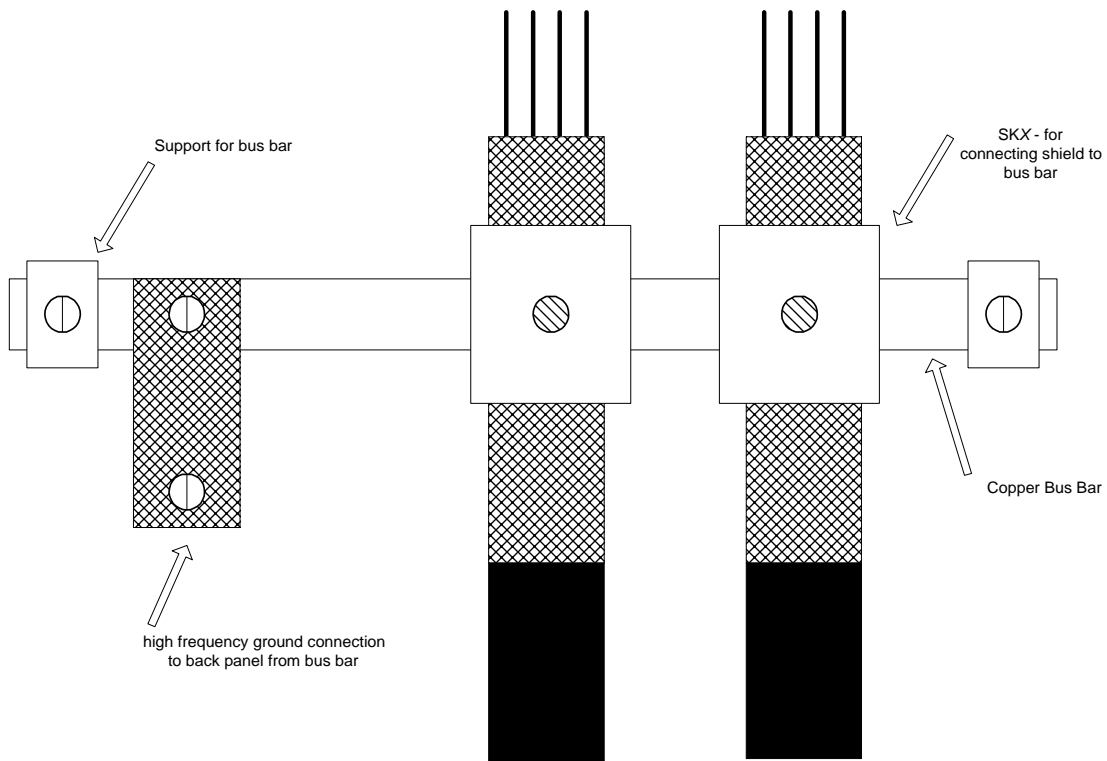 Support for bus bar
SKX - for
connecting shield to
bus bar
Copper Bus Bar
high frequency ground connection
to back panel from bus bar